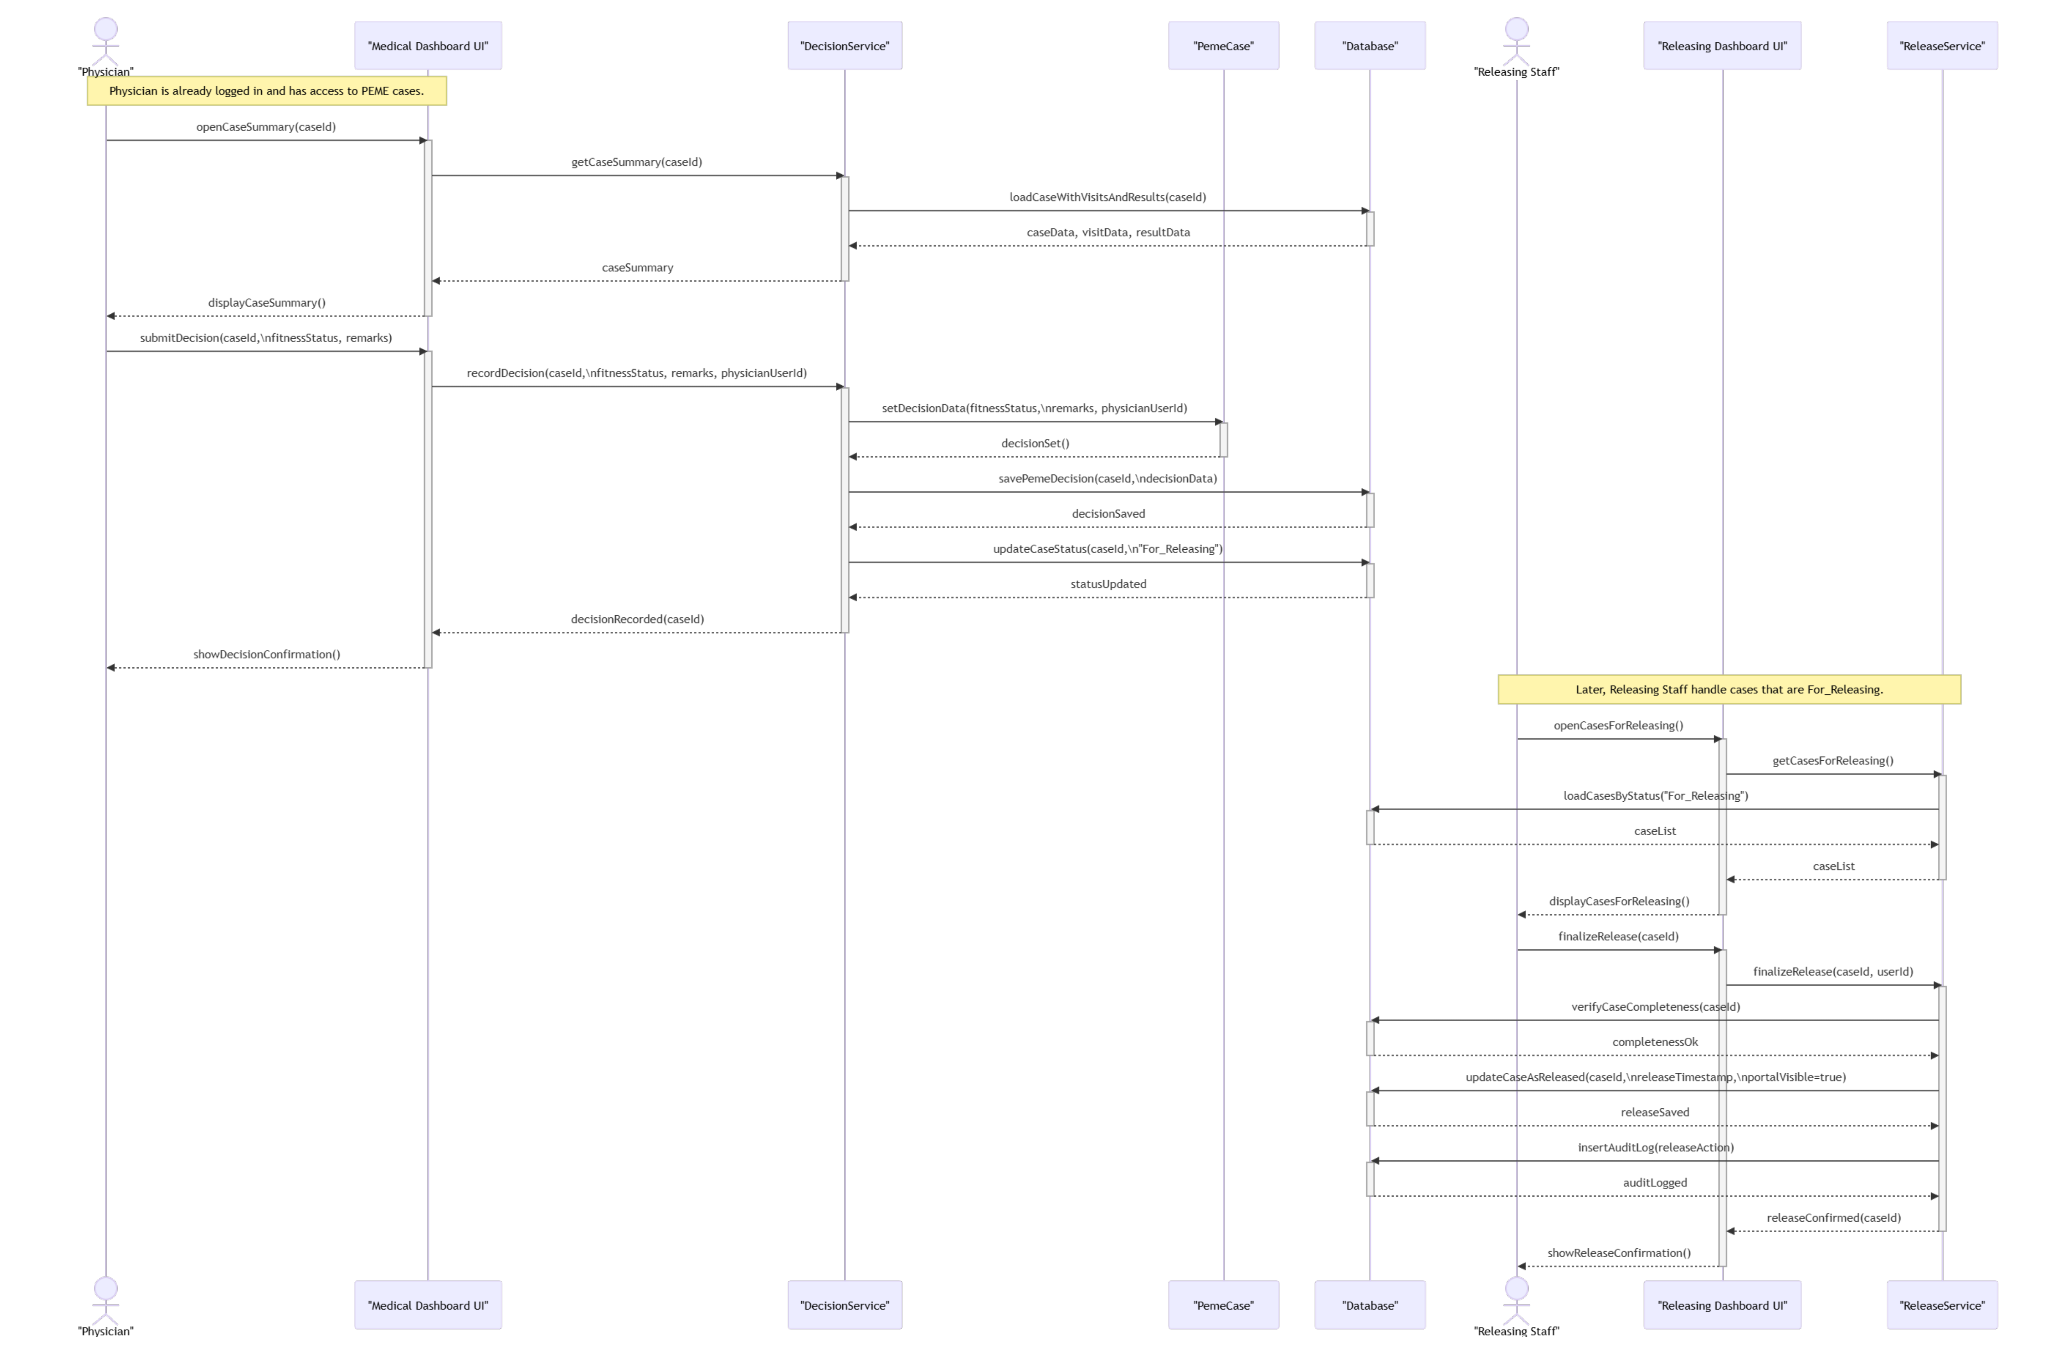 "Physician"
"Medical Dashboard UI"
"DecisionService"
"PemeCase"
"Database"
"Releasing Staff"
"Releasing Dashboard UI"
"ReleaseService"
Physician is already logged in and has access to PEME cases.
openCaseSummary(caseId)
getCaseSummary(caseId)
loadCaseWithVisitsAndResults(caseId)
caseData, visitData, resultData
caseSummary
displayCaseSummary()
submitDecision(caseId,\nfitnessStatus, remarks)
recordDecision(caseId,\nfitnessStatus, remarks, physicianUserId)
setDecisionData(fitnessStatus,\nremarks, physicianUserId)
decisionSet()
savePemeDecision(caseId,\ndecisionData)
decisionSaved
updateCaseStatus(caseId,\n"For_Releasing")
statusUpdated
decisionRecorded(caseId)
showDecisionConfirmation()
Later, Releasing Staff handle cases that are For_Releasing.
openCasesForReleasing()
getCasesForReleasing()
loadCasesByStatus("For_Releasing")
caseList
caseList
displayCasesForReleasing()
finalizeRelease(caseId)
finalizeRelease(caseId, userId)
verifyCaseCompleteness(caseId)
completenessOk
updateCaseAsReleased(caseId,\nreleaseTimestamp,\nportalVisible=true)
releaseSaved
insertAuditLog(releaseAction)
auditLogged
releaseConfirmed(caseId)
showReleaseConfirmation()
"Physician"
"Medical Dashboard UI"
"DecisionService"
"PemeCase"
"Database"
"Releasing Staff"
"Releasing Dashboard UI"
"ReleaseService"